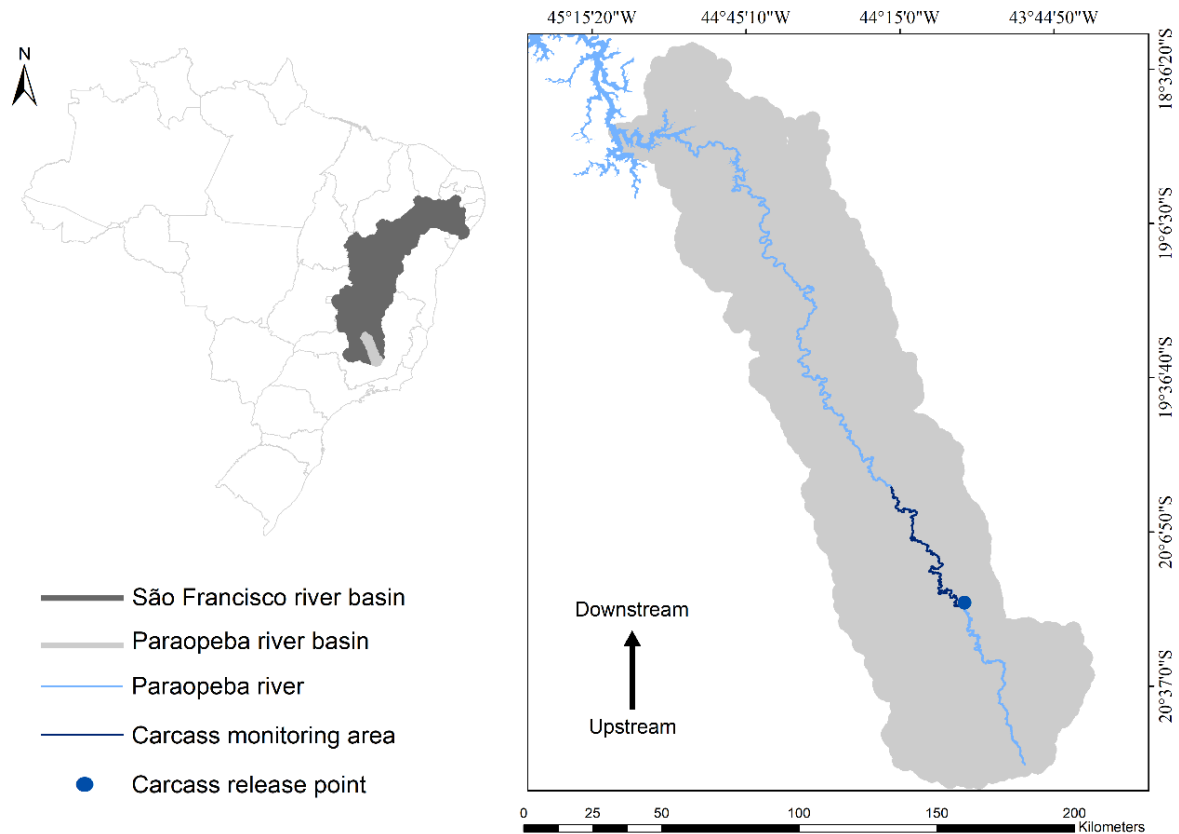 45°15'20"W 44°45'10"W 44°15'0"W 43°44'50"W
N
18°36'20"S
19°6'30"S
19°36'40"S
20°6'50"S
20°37'0"S
São Francisco river basin
Paraopeba river basin
Paraopeba river
Carcass monitoring area
Carcass release point
Downstream
Upstream
0 25 50 100 150 200
Kilometers